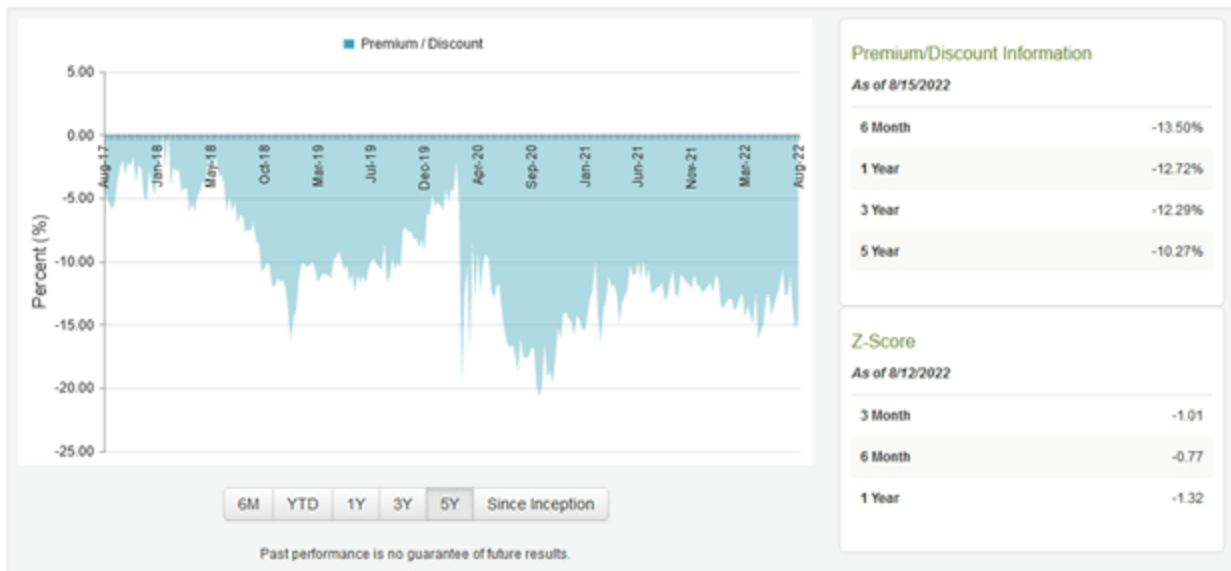 Premium / Discount
5.00
0.00
-5.00
-10.00
-15.00
-20.00
-25.00
Percent (%)
Aug-17
Jan-18
May-18
Oct-18
Mar-19
Jul-19
Dec-19
Apr-20
Sep-20
Jan-21
Jun-21
Nov-21
Mar-22
Aug-22
6M YTD 1Y 3Y 5Y Since Inception
Past performance is no guarantee of future results.
Premium/Discount Information
As of 8/15/2022
6 Month -13.50%
1 Year -12.72%
3 Year -12.29%
5 Year -10.27%
Z-Score
As of 8/12/2022
3 Month -1.01
6 Month -0.77
1 Year -1.32